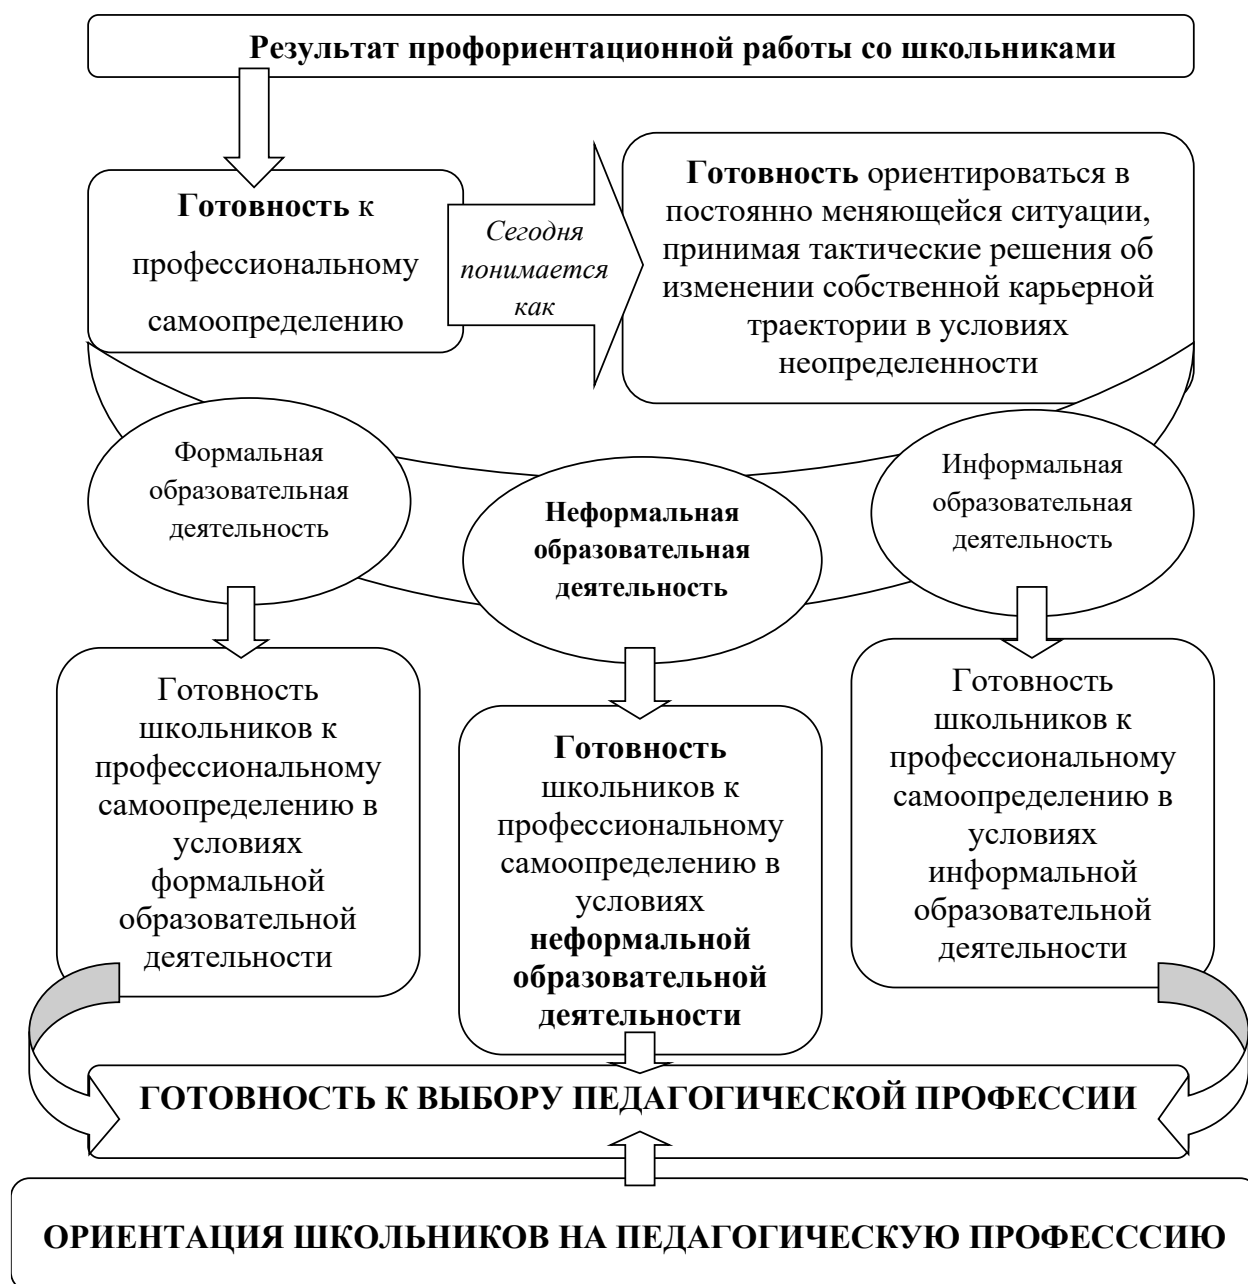 Результат профориентационной работы со школьниками
Готовность к
профессиональному
самоопределению
Сегодня
понимается
как
Готовность ориентироваться в
постоянно меняющейся ситуации,
принимая тактические решения об
изменении собственной карьерной
траектории в условиях
неопределенности
Формальная
образовательная
деятельность
Неформальная
образовательная
деятельность
Информальная
образовательная
деятельность
Готовность
школьников к
профессиональному
самоопределению в
условиях
формальной
образовательной
деятельности
Готовность
школьников к
профессиональному
самоопределению в
условиях
неформальной
образовательной
деятельности
Готовность
школьников к
профессиональному
самоопределению в
условиях
информальной
образовательной
деятельности
ГОТОВНОСТЬ К ВЫБОРУ ПЕДАГОГИЧЕСКОЙ ПРОФЕССИИ
ОРИЕНТАЦИЯ ШКОЛЬНИКОВ НА ПЕДАГОГИЧЕСКУЮ ПРОФЕСССИЮ